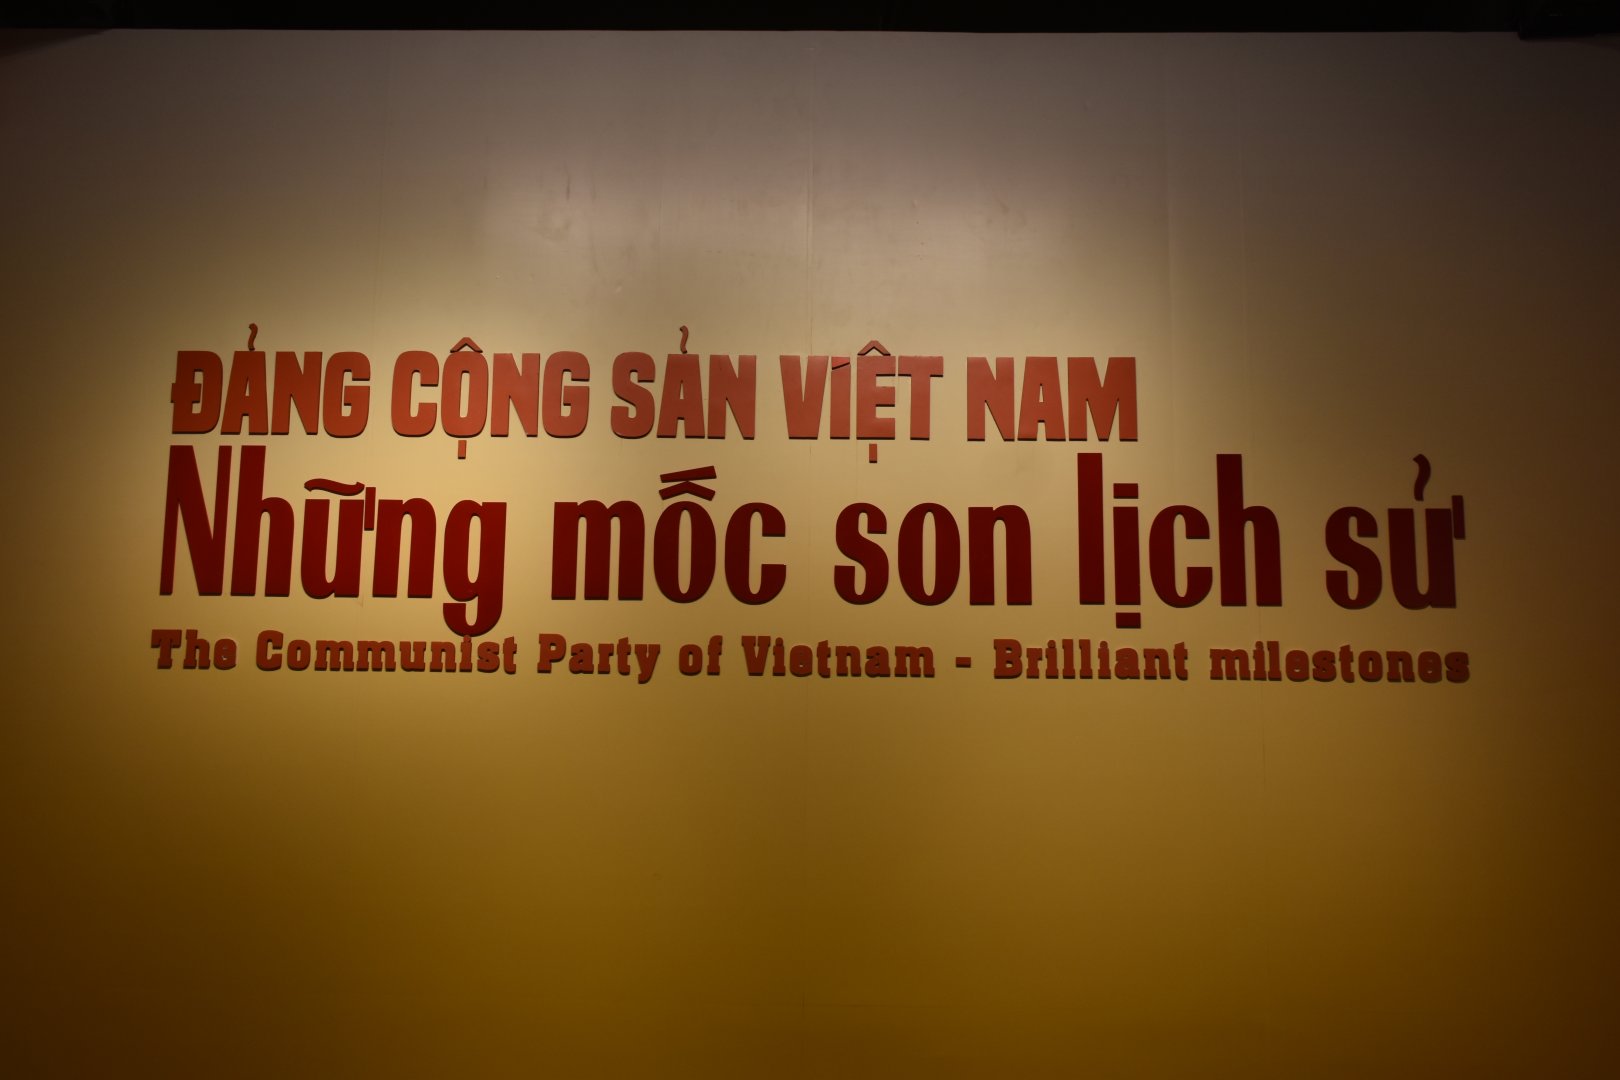 ĐẢNG CỘNG SẢN VIỆT NAM
Những mốc son lịch sử
The Communist Party of Vietnam - Brilliant milestones